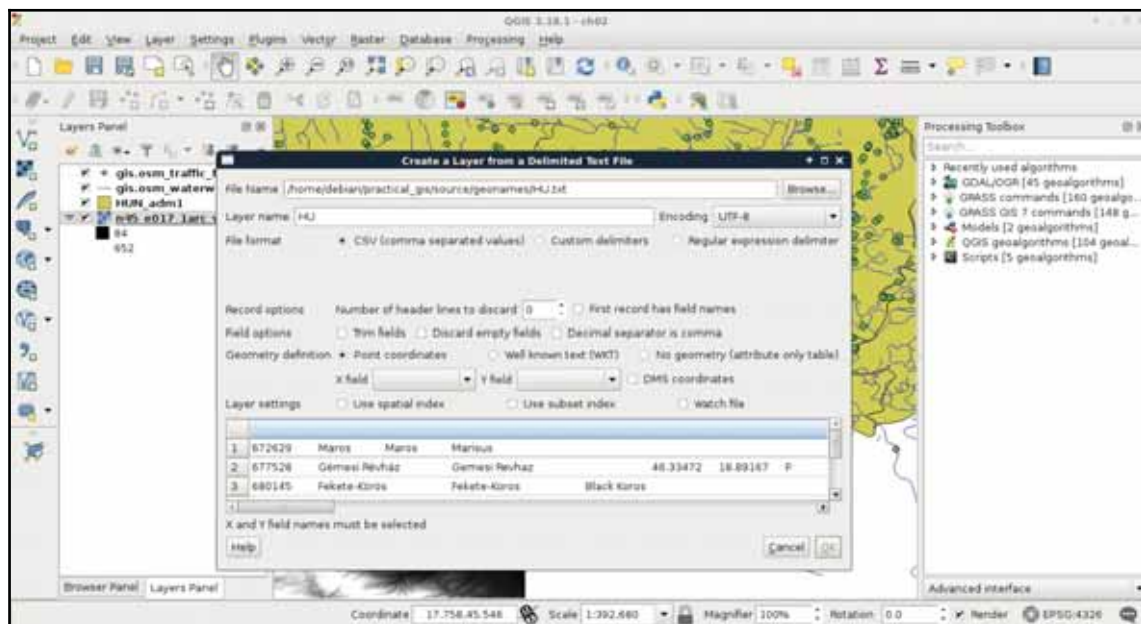 QGIS 2.18.1 - ch02
Project Edit View Layer Settings Plugins Vector Raster Database Processing Help
Layers Panel
gis.osm_traffic_
gis.osm_waterw
HUN_adm1
n45_e017_1arc_v
84
652
Create a Layer from a Delimited Text File
File Name /home/debian/practical_gis/source/geonames/HU.txt Browse...
Layer name HU Encoding UTF-8
File format CSV (comma separated values) Custom delimiters Regular expression delimiter
Record options Number of header lines to discard 0 First record has field names
Field options Trim fields Discard empty fields Decimal separator is comma
Geometry definition Point coordinates Well known text (WKT) No geometry (attribute only table)
X field Y field DMS coordinates
Layer settings Use spatial index Use subset index Watch file
1 672629 Maros Maros Marisus
2 677528 Gemesi Revhaz 46.33472 18.89167 P
3 680145 Fekete-Koros Fekete-Koros Black Koros
X and Y field names must be selected
Help Cancel OK
Processing Toolbox
Search...
Recently used algorithms
GDAL/OGR [45 geoalgorithms]
GRASS commands [160 geoalgo...
GRASS GIS 7 commands [148 g...
Models [2 geoalgorithms]
QGIS geoalgorithms [104 geoal...
Scripts [5 geoalgorithms]
Browser Panel Layers Panel
Advanced interface
Coordinate 17.758,45.546 Scale 1:392,660 Magnifier 100% Rotation 0.0 Render EPSG:4326